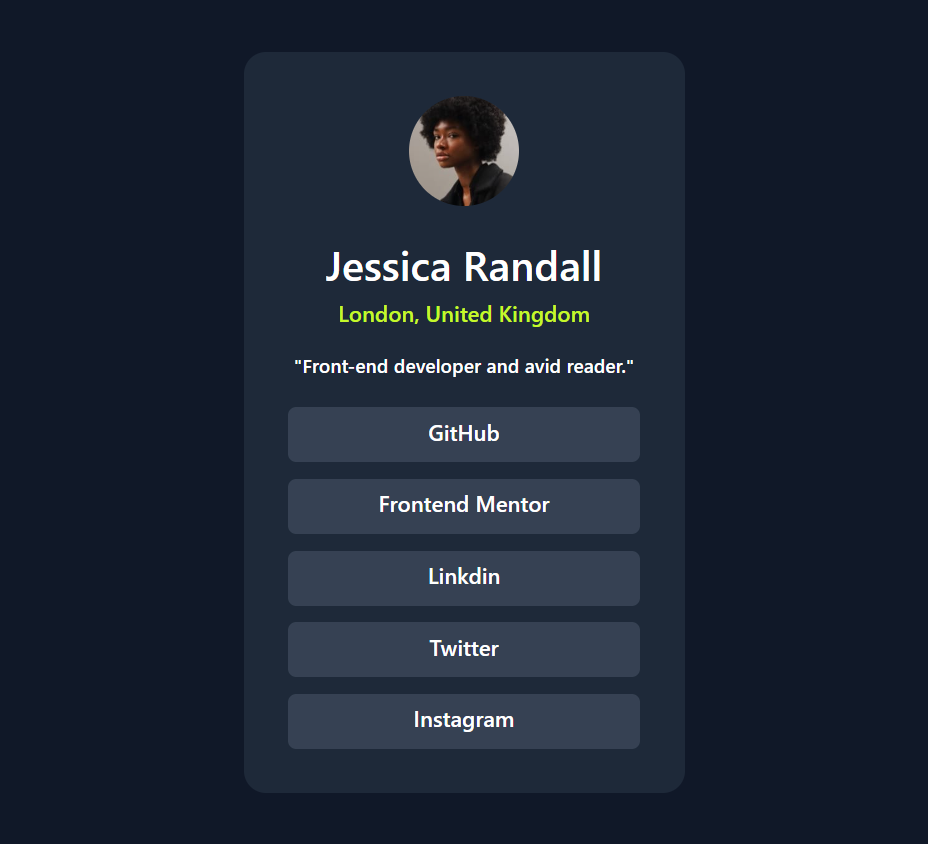 Jessica Randall
London, United Kingdom
"Front-end developer and avid reader."
GitHub
Frontend Mentor
Linkdin
Twitter
Instagram